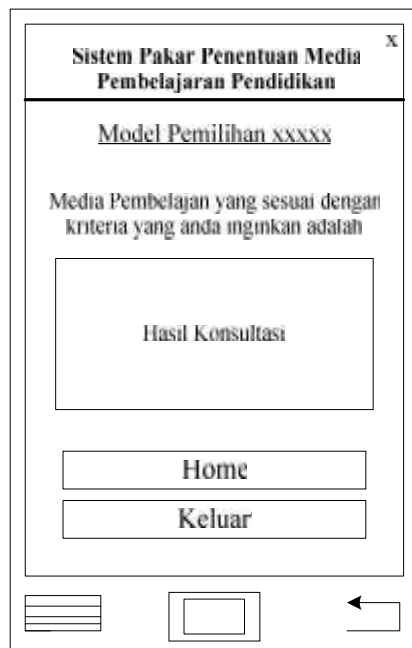 x
Sistem Pakar Penentuan Media
Pembelajaran Pendidikan
Model Pemilihan xxxxx
Media Pembelajan yang sesuai dengan
kriteria yang anda inginkan adalah
Hasil Konsultasi
Home
Keluar